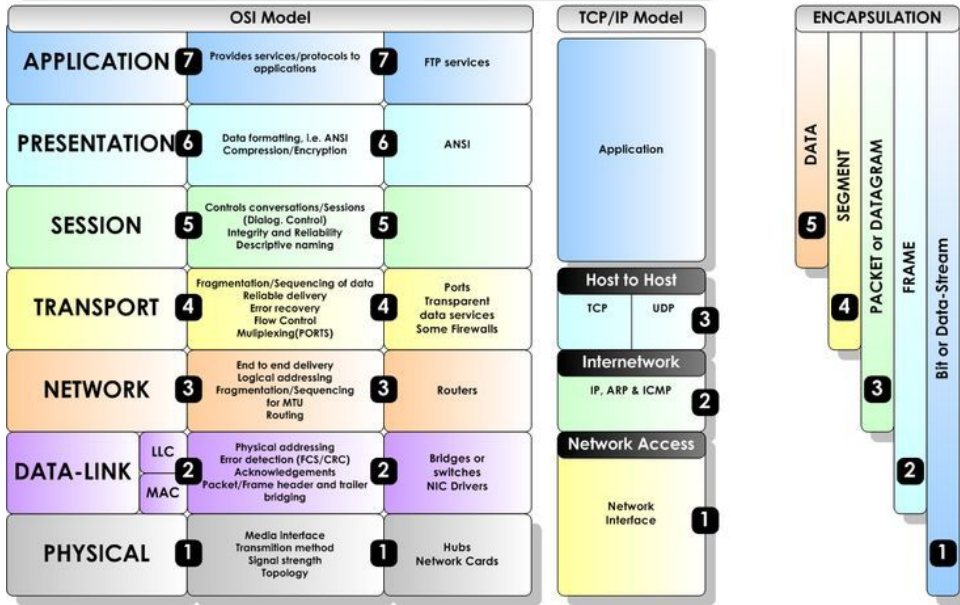 OSI Model
TCP/IP Model
ENCAPSULATION
APPLICATION
7
Provides services/protocols to
applications
7
FTP services
PRESENTATION
6
Data formatting, i.e. ANSI
Compression/Encryption
6
ANSI
SESSION
5
Controls conversations/Sessions
(Dialog. Control)
Integrity and Reliability
Descriptive naming
5
TRANSPORT
4
Fragmentation/Sequencing of data
Reliable delivery
Error recovery
Flow Control
Muliplexing(PORTS)
4
Ports
Transparent
data services
Some Firewalls
NETWORK
3
End to end delivery
Logical addressing
Fragmentation/Sequencing
for MTU
Routing
3
Routers
DATA-LINK
LLC
MAC
2
Physical addressing
Error detection (FCS/CRC)
Acknowledgements
Packet/Frame header and trailer
bridging
2
Bridges or
switches
NIC Drivers
PHYSICAL
1
Media interface
Transmition method
Signal strength
Topology
1
Hubs
Network Cards
Application
Host to Host
TCP
UDP
3
Internetwork
IP, ARP & ICMP
2
Network Access
Network
Interface
1
DATA
5
SEGMENT
4
PACKET or DATAGRAM
3
FRAME
2
Bit or Data-Stream
1